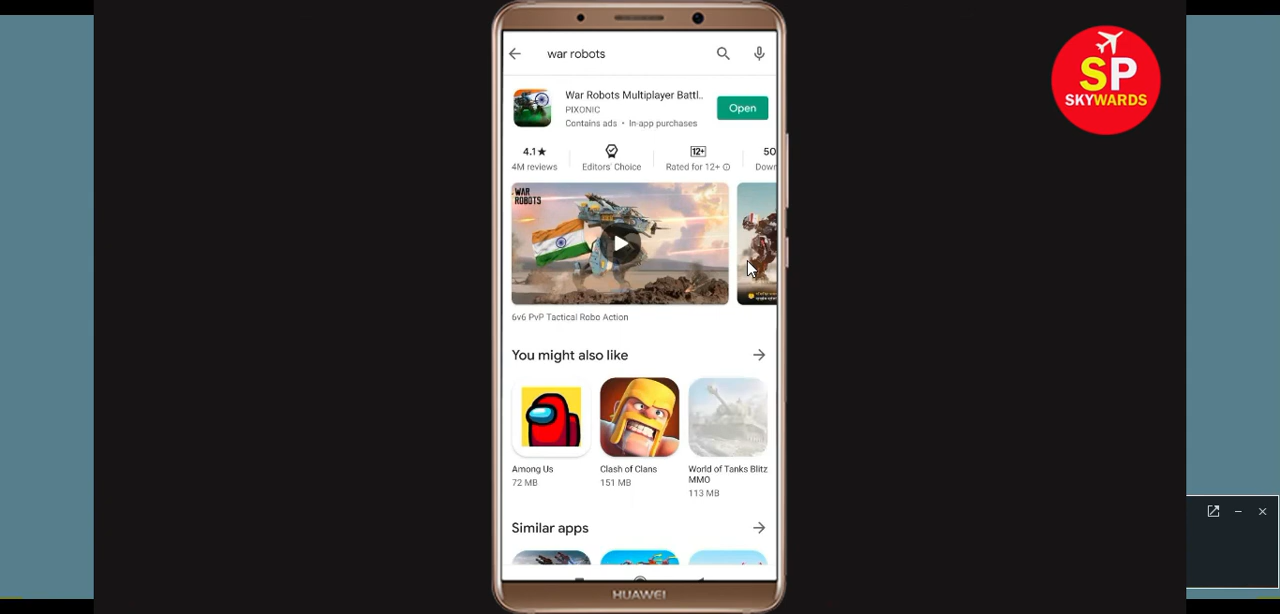 war robots
SP
SKYWARDS
War Robots Multiplayer Battl..
PIXONIC
Contains ads • In-app purchases
Open
4.1★
4M reviews
Editors' Choice
12+
Rated for 12+
50
Down
WAR
ROBOTS
6v6 PvP Tactical Robo Action
You might also like
Among Us
72 MB
Clash of Clans
151 MB
World of Tanks Blitz
MMO
113 MB
Similar apps
HUAWEI